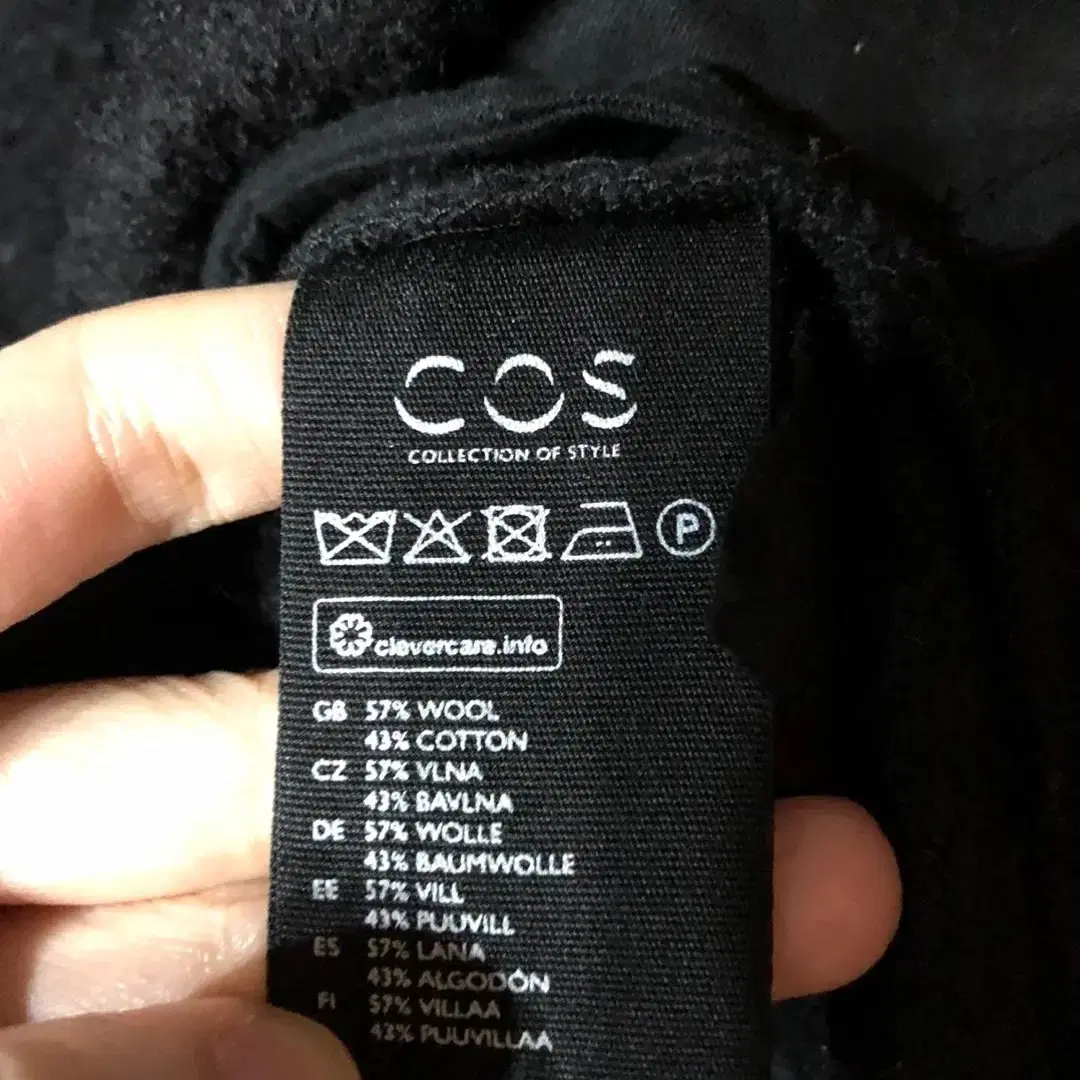 COS
COLLECTION OF STYLE
P
clevercare.info
GB 57% WOOL
43% COTTON
CZ 57% VLNA
43% BAVLNA
DE 57% WOLLE
43% BAUMWOLLE
EE 57% VILL
43% PUUVILL
ES 57% LANA
43% ALGODÓN
FI 57% VILLAA
43% PUUVILLAA